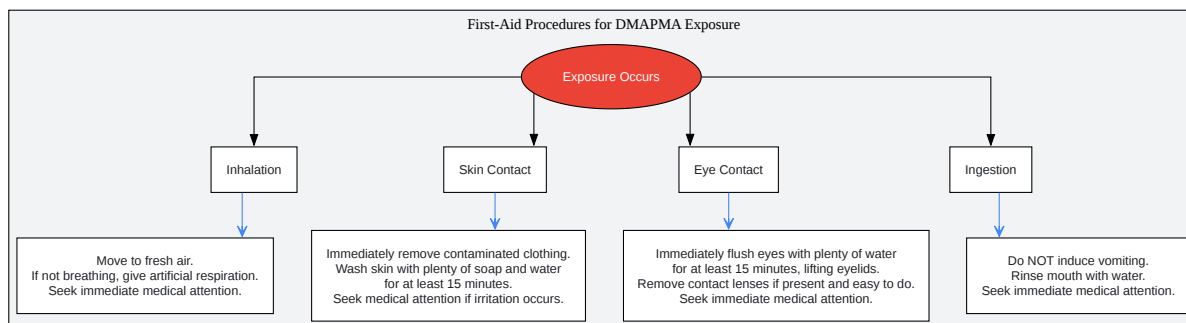 First-Aid Procedures for DMAPMA Exposure
Exposure Occurs
Inhalation
Skin Contact
Eye Contact
Ingestion
Move to fresh air.
If not breathing, give artificial respiration.
Seek immediate medical attention.
Immediately remove contaminated clothing.
Wash skin with plenty of soap and water
for at least 15 minutes.
Seek medical attention if irritation occurs.
Immediately flush eyes with plenty of water
for at least 15 minutes, lifting eyelids.
Remove contact lenses if present and easy to do.
Seek immediate medical attention.
Do NOT induce vomiting.
Rinse mouth with water.
Seek immediate medical attention.